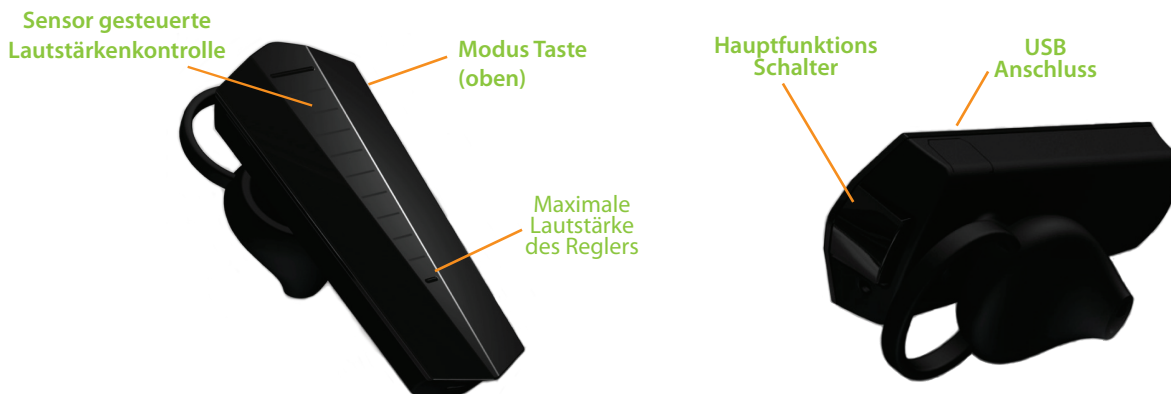 Sensor gesteuerte
Lautstärkenkontrolle
Modus Taste
(oben)
Maximale
Lautstärke
des Reglers
Hauptfunktions
Schalter
USB
Anschluss